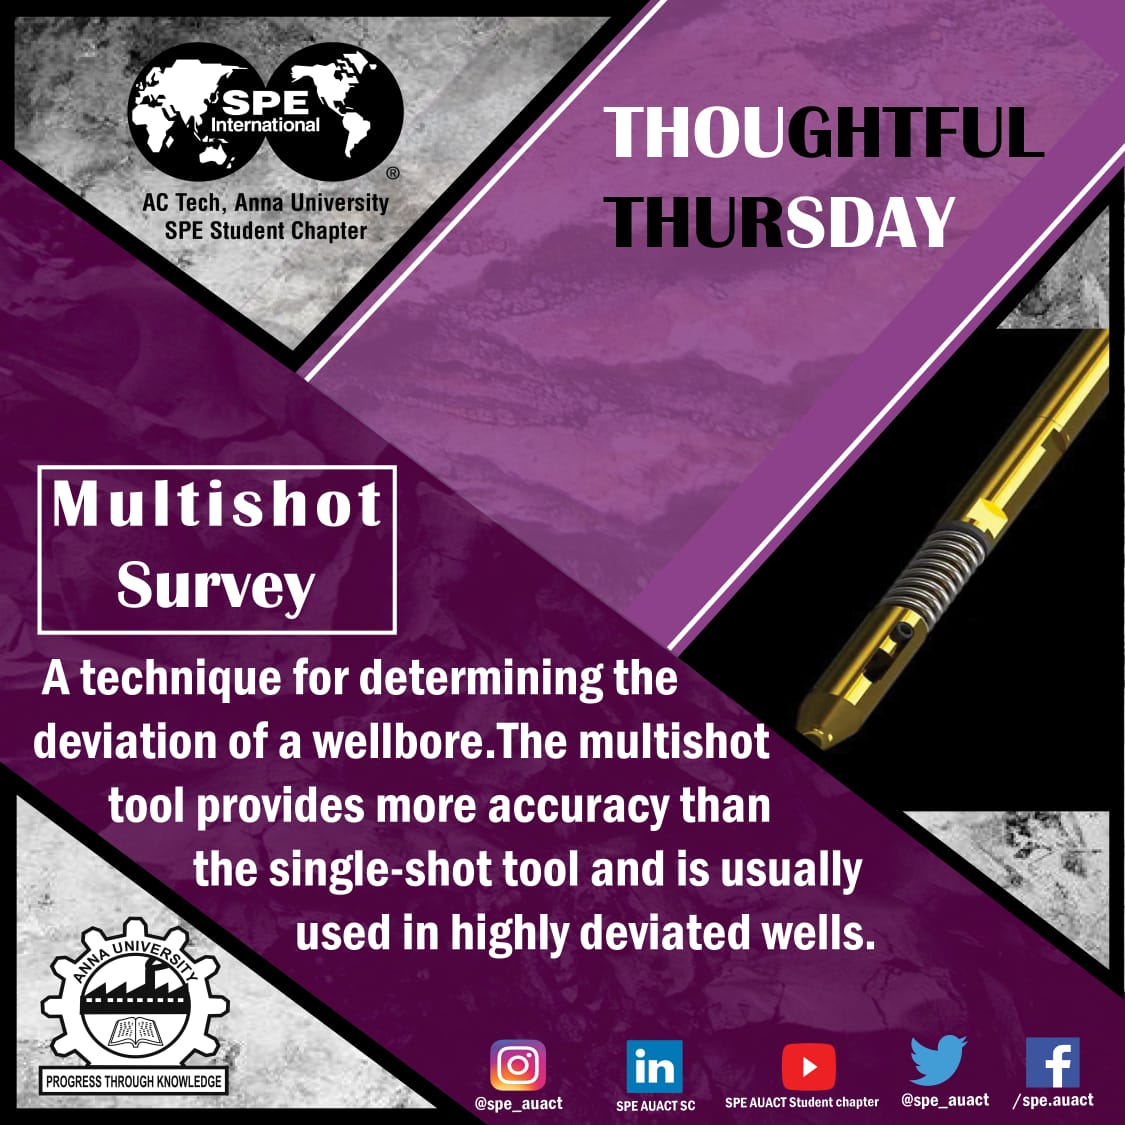 SPE
International
®
AC Tech, Anna University
SPE Student Chapter
THOUGHTFUL
THURSDAY
Multishot
Survey
A technique for determining the
deviation of a wellbore.The multishot
tool provides more accuracy than
the single-shot tool and is usually
used in highly deviated wells.
ANNA UNIVERSITY
PROGRESS THROUGH KNOWLEDGE
in
@spe_auact
SPE AUACT SC
SPE AUACT Student chapter
@spe_auact
/spe.auact